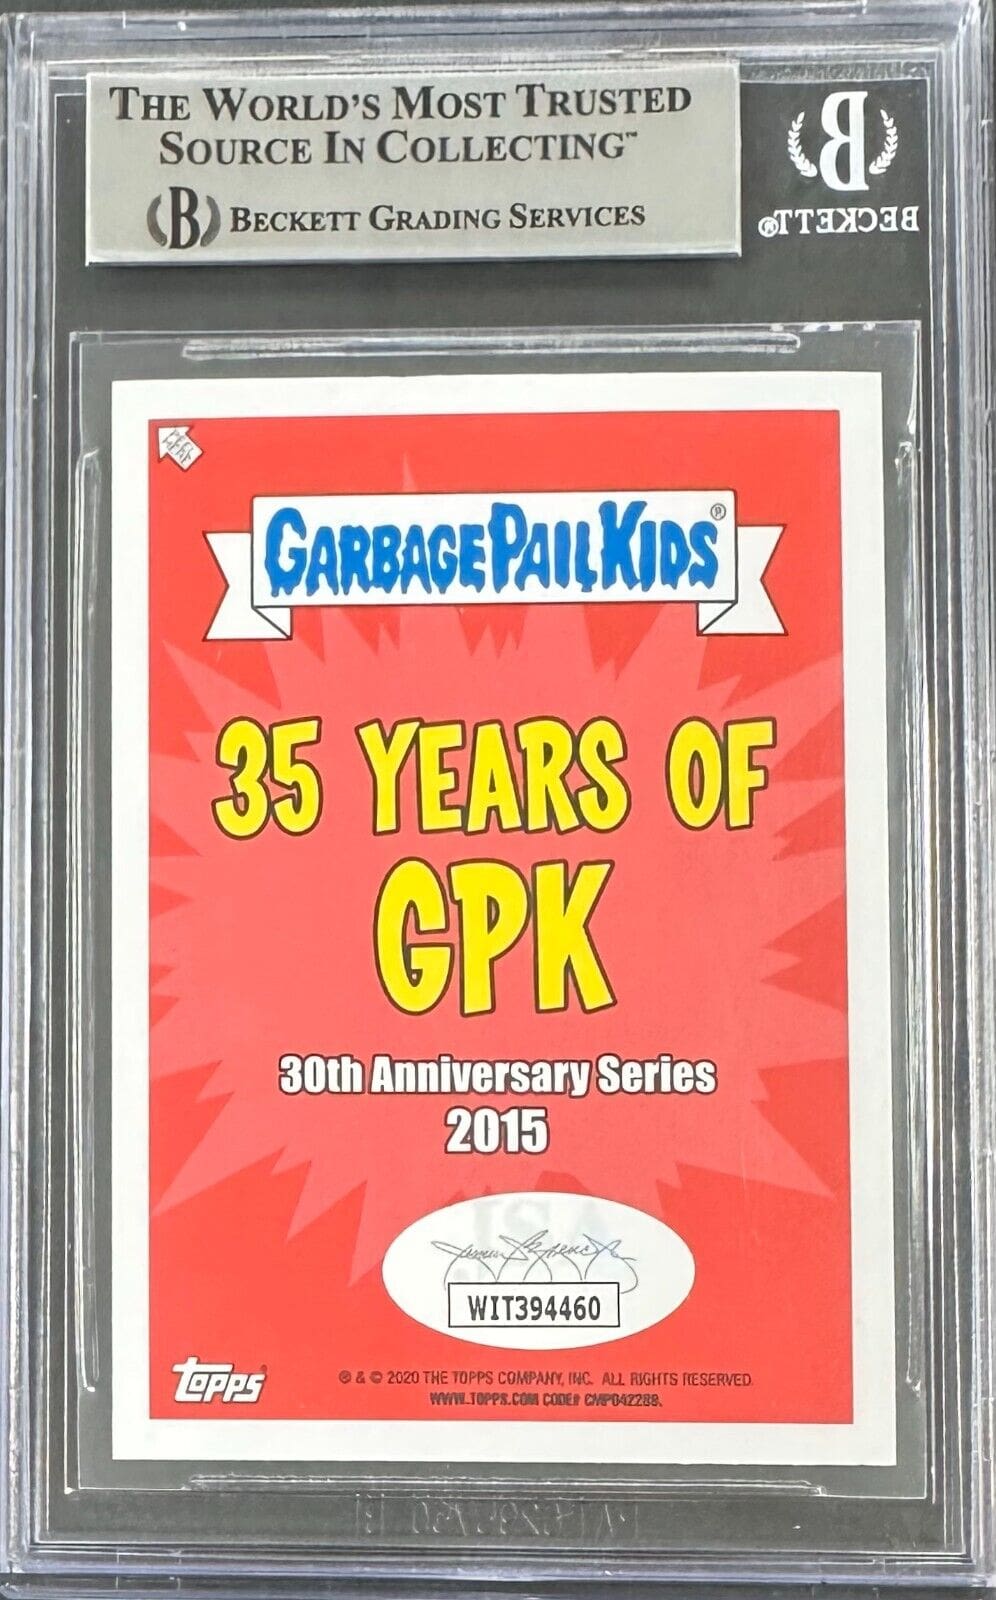 THE WORLD'S MOST TRUSTED
SOURCE IN COLLECTING™
B BECKETT GRADING SERVICES
B
BECKETT®
PEEL
GARBAGE PAIL KIDS®
35 YEARS OF
GPK
30th Anniversary Series
2015
WIT394460
TOPPS
® & © 2020 THE TOPPS COMPANY, INC. ALL RIGHTS RESERVED.
WWW.TOPPS.COM CODE# CMP042288.